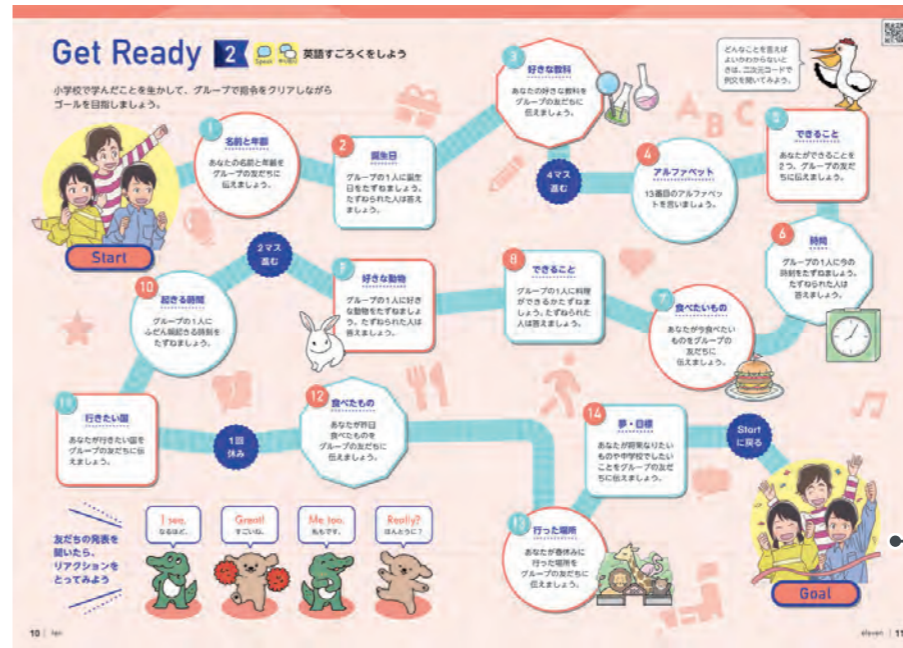 Get Ready 2
Speak
英語すごろくをしよう
小学校で学んだことを生かして、グループで指令をクリアしながら
ゴールを目指しましょう。
どんなことを言えば
よいかわからないと
きは、二次元コードで
例文を聞いてみよう。
Start
1
名前と年齢
あなたの名前と年齢を
グループの友だちに
伝えましょう。
2
誕生日
グループの1人に誕生
日をたずねましょう。
たずねられた人は答え
ましょう。
3
好きな教科
あなたの好きな教科を
グループの友だちに
伝えましょう。
4マス
進む
4
アルファベット
13番目のアルファベッ
トを言いましょう。
A B C
5
できること
あなたができることを
2つ、グループの友だ
ちに伝えましょう。
6
時間
グループの1人に今の
時刻をたずねましょう。
たずねられた人は
答えましょう。
7
食べたいもの
あなたが今食べたい
ものをグループの
友だちに
伝えましょう。
8
できること
グループの1人に料理
ができるかたずねま
しょう。たずねられた
人は答えましょう。
9
好きな動物
グループの1人に好き
な動物をたずねましょ
う。たずねられた人は
答えましょう。
2マス
進む
10
起きる時間
グループの1人に
ふだん朝起きる時刻を
たずねましょう。
11
行きたい国
あなたが行きたい国を
グループの友だちに伝
えましょう。
1回
休み
12
食べたもの
あなたが昨日
食べたものを
グループの友だちに
伝えましょう。
13
行った場所
あなたが春休みに
行った場所を
グループの友だちに
伝えましょう。
14
夢・目標
あなたが将来なりたい
ものや中学校でしたい
ことをグループの友だ
ちに伝えましょう。
Start
に戻る
Goal
友だちの発表を
聞いたら、
リアクションを
とってみよう
I see.
なるほど。
Great!
すごいね。
Me too.
私もです。
Really?
ほんとうに？
10 ten
eleven 11